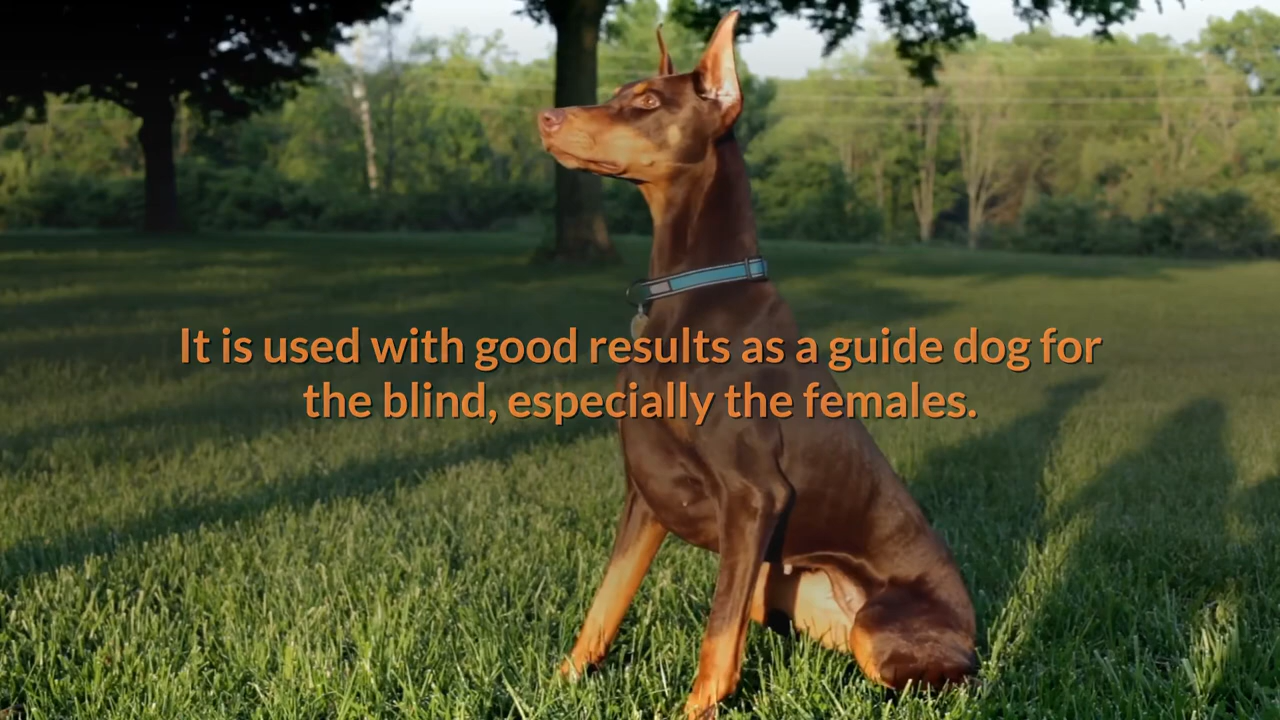 It is used with good results as a guide dog for
the blind, especially the females.